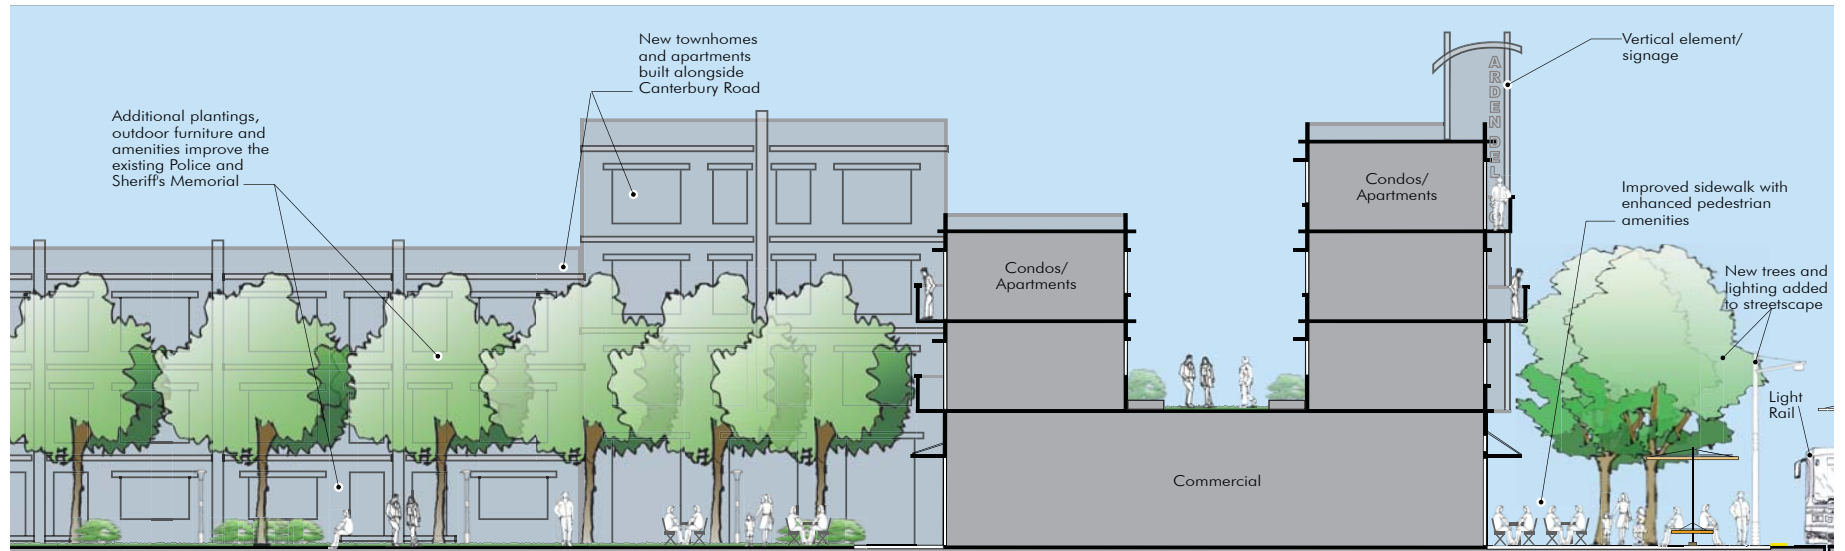 Additional plantings,
outdoor furniture and
amenities improve the
existing Police and
Sheriff's Memorial
New townhomes
and apartments
built alongside
Canterbury Road
Condos/
Apartments
Condos/
Apartments
Commercial
Vertical element/
signage
ARDEN DEL
Improved sidewalk with
enhanced pedestrian
amenities
New trees and
lighting added
to streetscape
Light
Rail